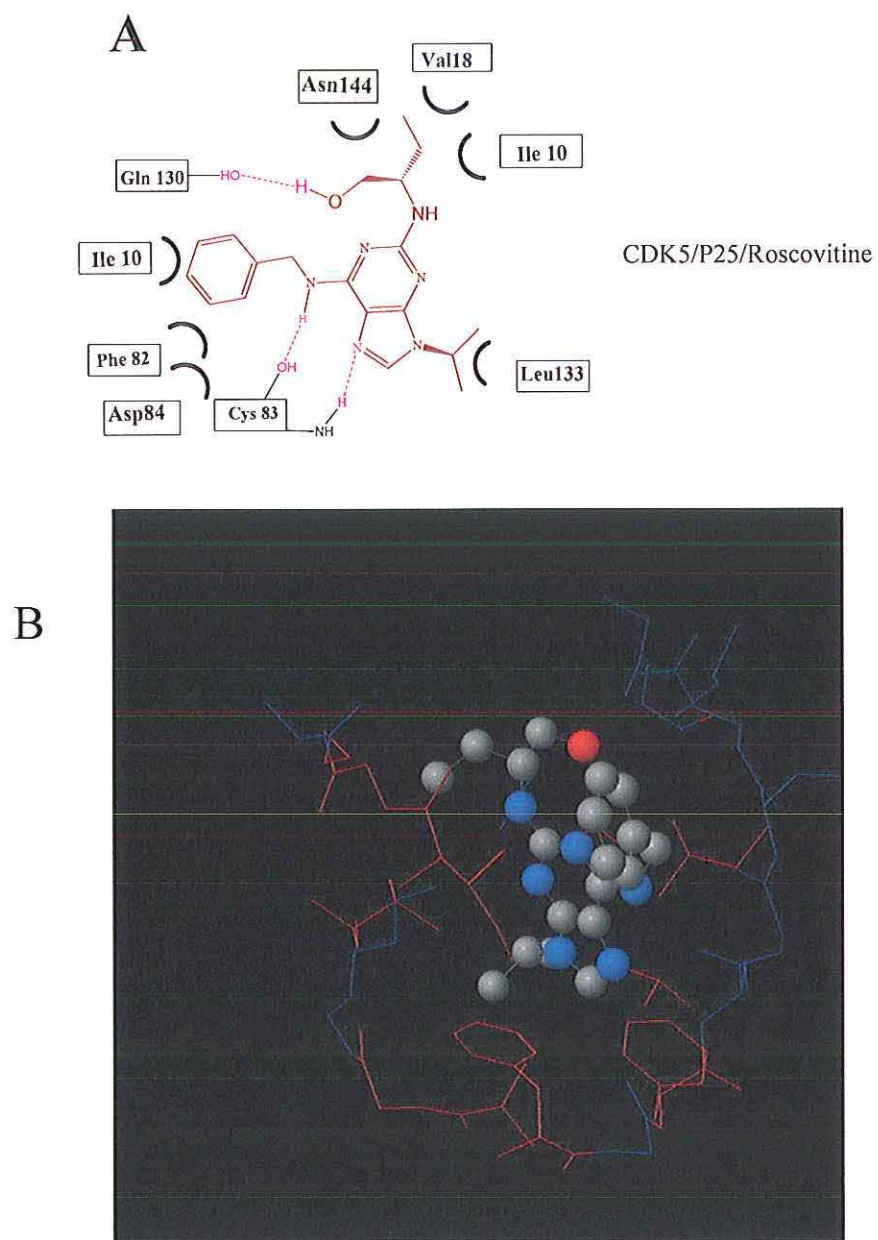 A
Val18
Asn144
Ile 10
Gln 130
HO
H
O
NH
Ile 10
N
N
N
H
CDK5/P25/Roscovitine
N
N
N
Phe 82
OH
Leu133
Asp84
Cys 83
H
NH
B